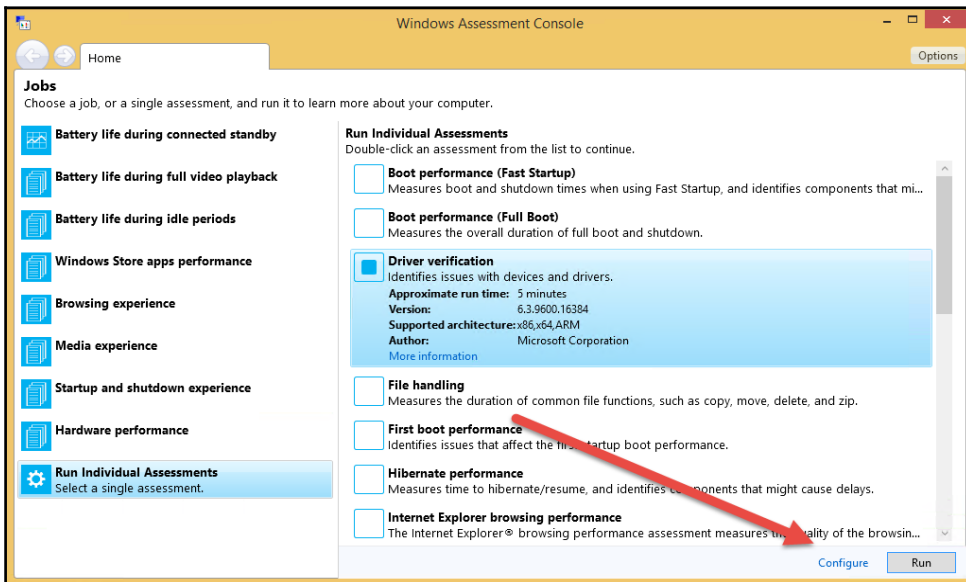 Windows Assessment Console
Home
Options
Jobs
Choose a job, or a single assessment, and run it to learn more about your computer.
Battery life during connected standby
Battery life during full video playback
Battery life during idle periods
Windows Store apps performance
Browsing experience
Media experience
Startup and shutdown experience
Hardware performance
Run Individual Assessments
Select a single assessment.
Run Individual Assessments
Double-click an assessment from the list to continue.
Boot performance (Fast Startup)
Measures boot and shutdown times when using Fast Startup, and identifies components that mi...
Boot performance (Full Boot)
Measures the overall duration of full boot and shutdown.
Driver verification
Identifies issues with devices and drivers.
Approximate run time: 5 minutes
Version: 6.3.9600.16384
Supported architecture: x86,x64,ARM
Author: Microsoft Corporation
More information
File handling
Measures the duration of common file functions, such as copy, move, delete, and zip.
First boot performance
Identifies issues that affect the first startup boot performance.
Hibernate performance
Measures time to hibernate/resume, and identifies components that might cause delays.
Internet Explorer browsing performance
The Internet Explorer® browsing performance assessment measures the quality of the browsin...
Configure
Run